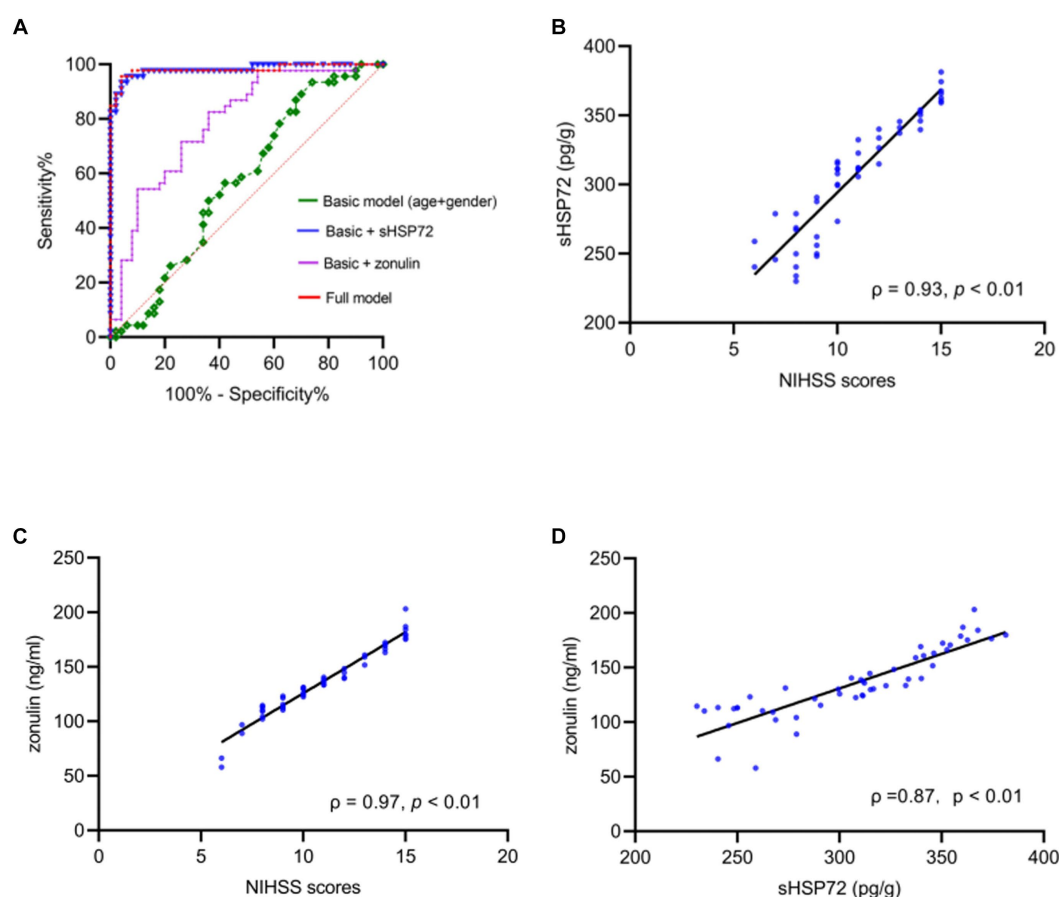 A
100
80
60
40
20
0
Sensitivity%
0 20 40 60 80 100
100% - Specificity%
Basic model (age+gender)
Basic + sHSP72
Basic + zonulin
Full model
B
400
350
300
250
200
sHSP72 (pg/g)
0 5 10 15 20
NIHSS scores
ρ = 0.93, p < 0.01
C
250
200
150
100
50
0
zonulin (ng/ml)
0 5 10 15 20
NIHSS scores
ρ = 0.97, p < 0.01
D
250
200
150
100
50
0
zonulin (ng/ml)
200 250 300 350 400
sHSP72 (pg/g)
ρ =0.87, p < 0.01